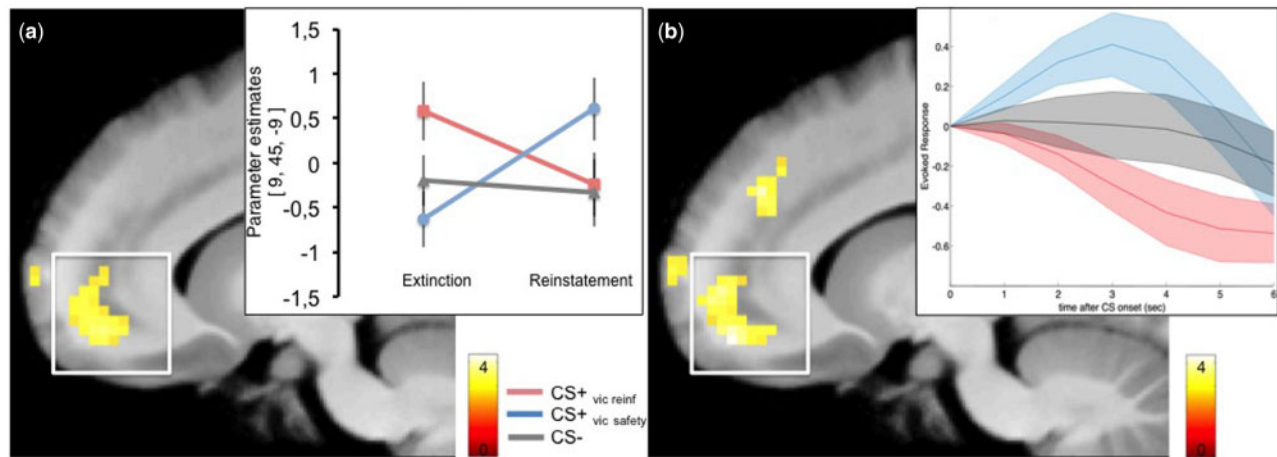 (a)
Parameter estimates
[ 9, 45, -9 ]
1,5
1
0,5
0
-0,5
-1
-1,5
Extinction
Reinstatement
4
0
CS+ vic reinf
CS+ vic safety
CS-
(b)
Evoked Response
0.4
0.2
0
-0.2
-0.4
-0.6
0
1
2
3
4
5
6
time after CS onset (sec)
4
0